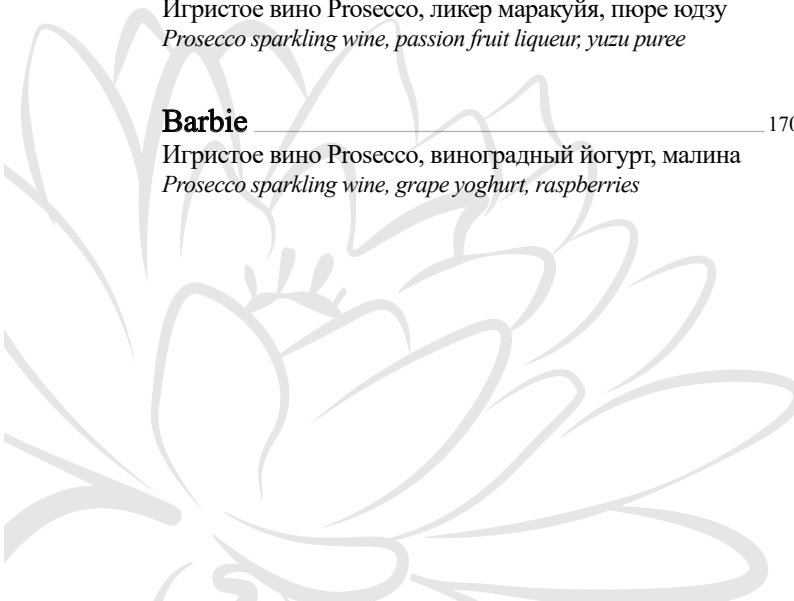 Игристое вино Prosecco, ликер маракуйя, пюре юдзу
Prosecco sparkling wine, passion fruit liqueur, yuzu puree
Barbie 170
Игристое вино Prosecco, виноградный йогурт, малина
Prosecco sparkling wine, grape yoghurt, raspberries